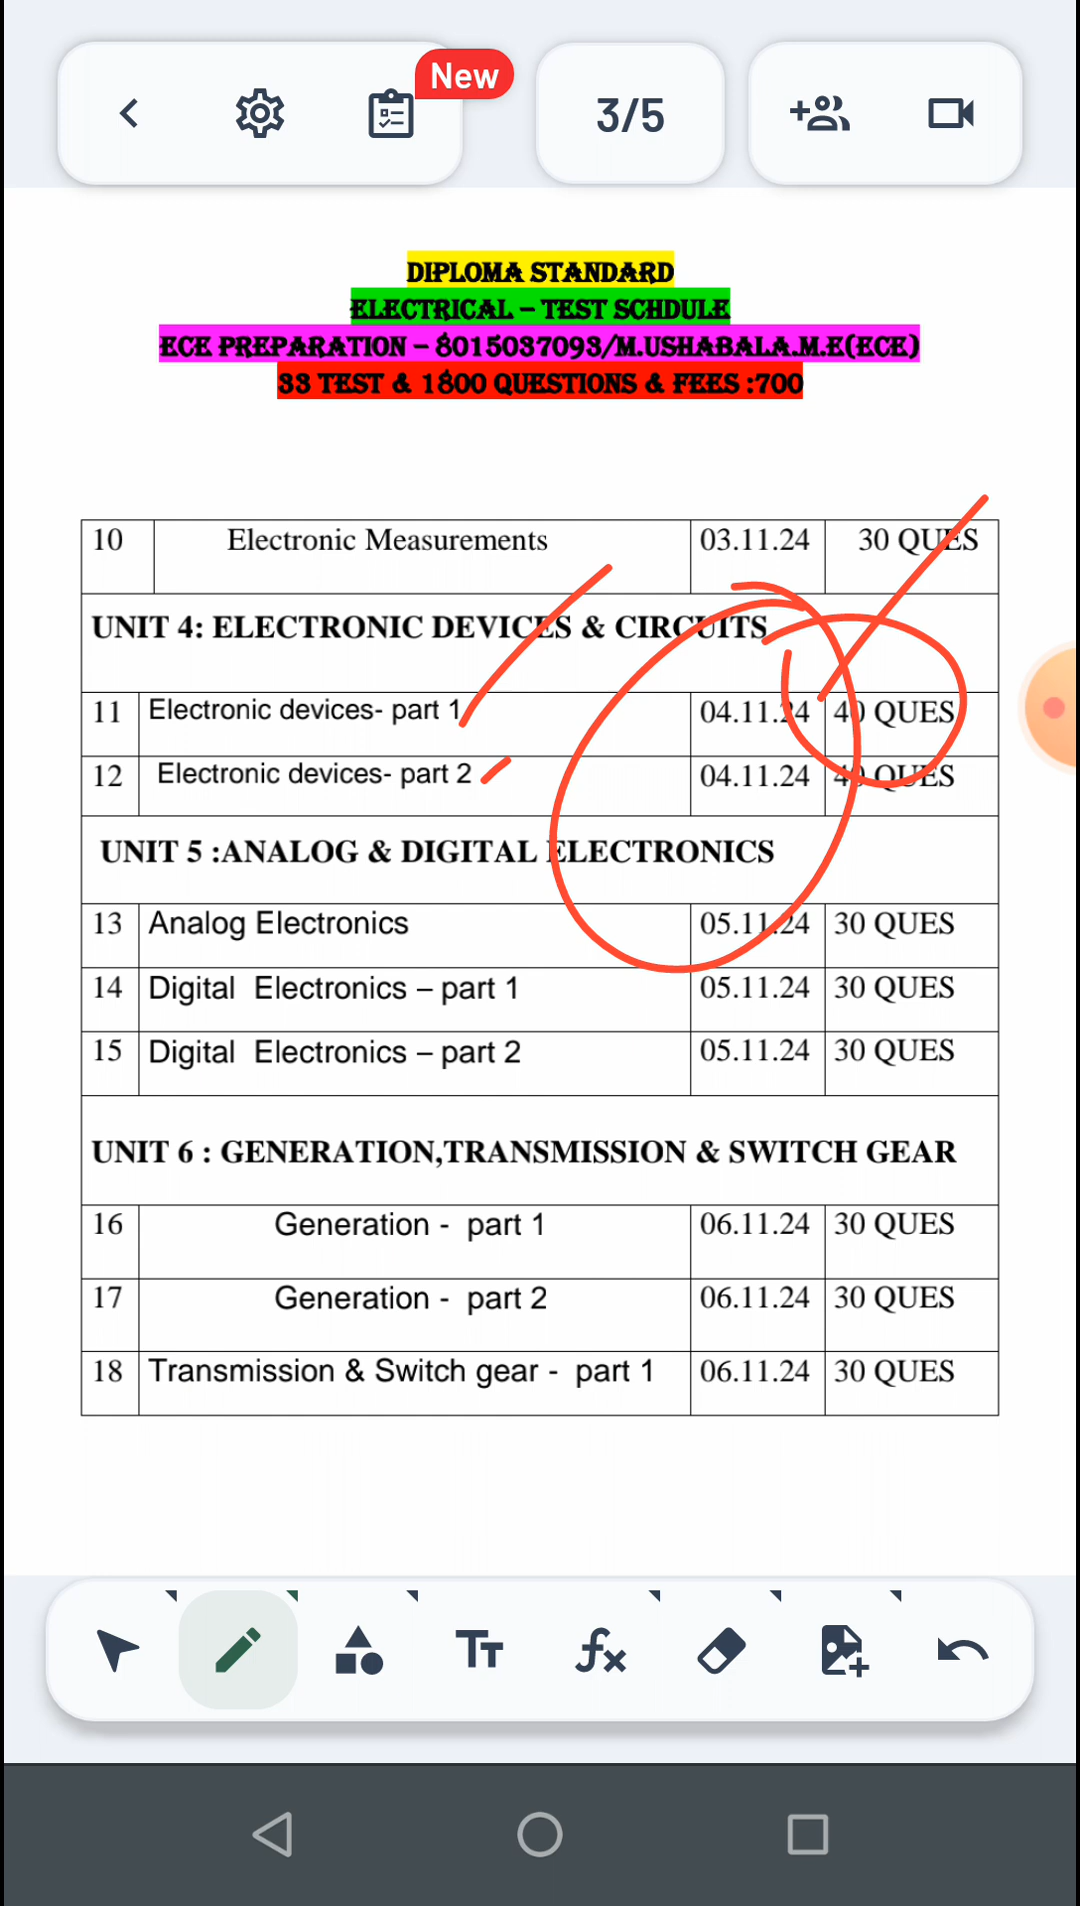 New
3/5
DIPLOMA STANDARD
ELECTRICAL – TEST SCHDULE
ECE PREPARATION – 8015037093/M.USHABALA.M.E(ECE)
33 TEST & 1800 QUESTIONS & FEES :700
10 Electronic Measurements 03.11.24 30 QUES
UNIT 4: ELECTRONIC DEVICES & CIRCUITS
11 Electronic devices- part 1 04.11.24 40 QUES
12 Electronic devices- part 2 04.11.24 40 QUES
UNIT 5 :ANALOG & DIGITAL ELECTRONICS
13 Analog Electronics 05.11.24 30 QUES
14 Digital Electronics – part 1 05.11.24 30 QUES
15 Digital Electronics – part 2 05.11.24 30 QUES
UNIT 6 : GENERATION,TRANSMISSION & SWITCH GEAR
16 Generation - part 1 06.11.24 30 QUES
17 Generation - part 2 06.11.24 30 QUES
18 Transmission & Switch gear - part 1 06.11.24 30 QUES
TT fx